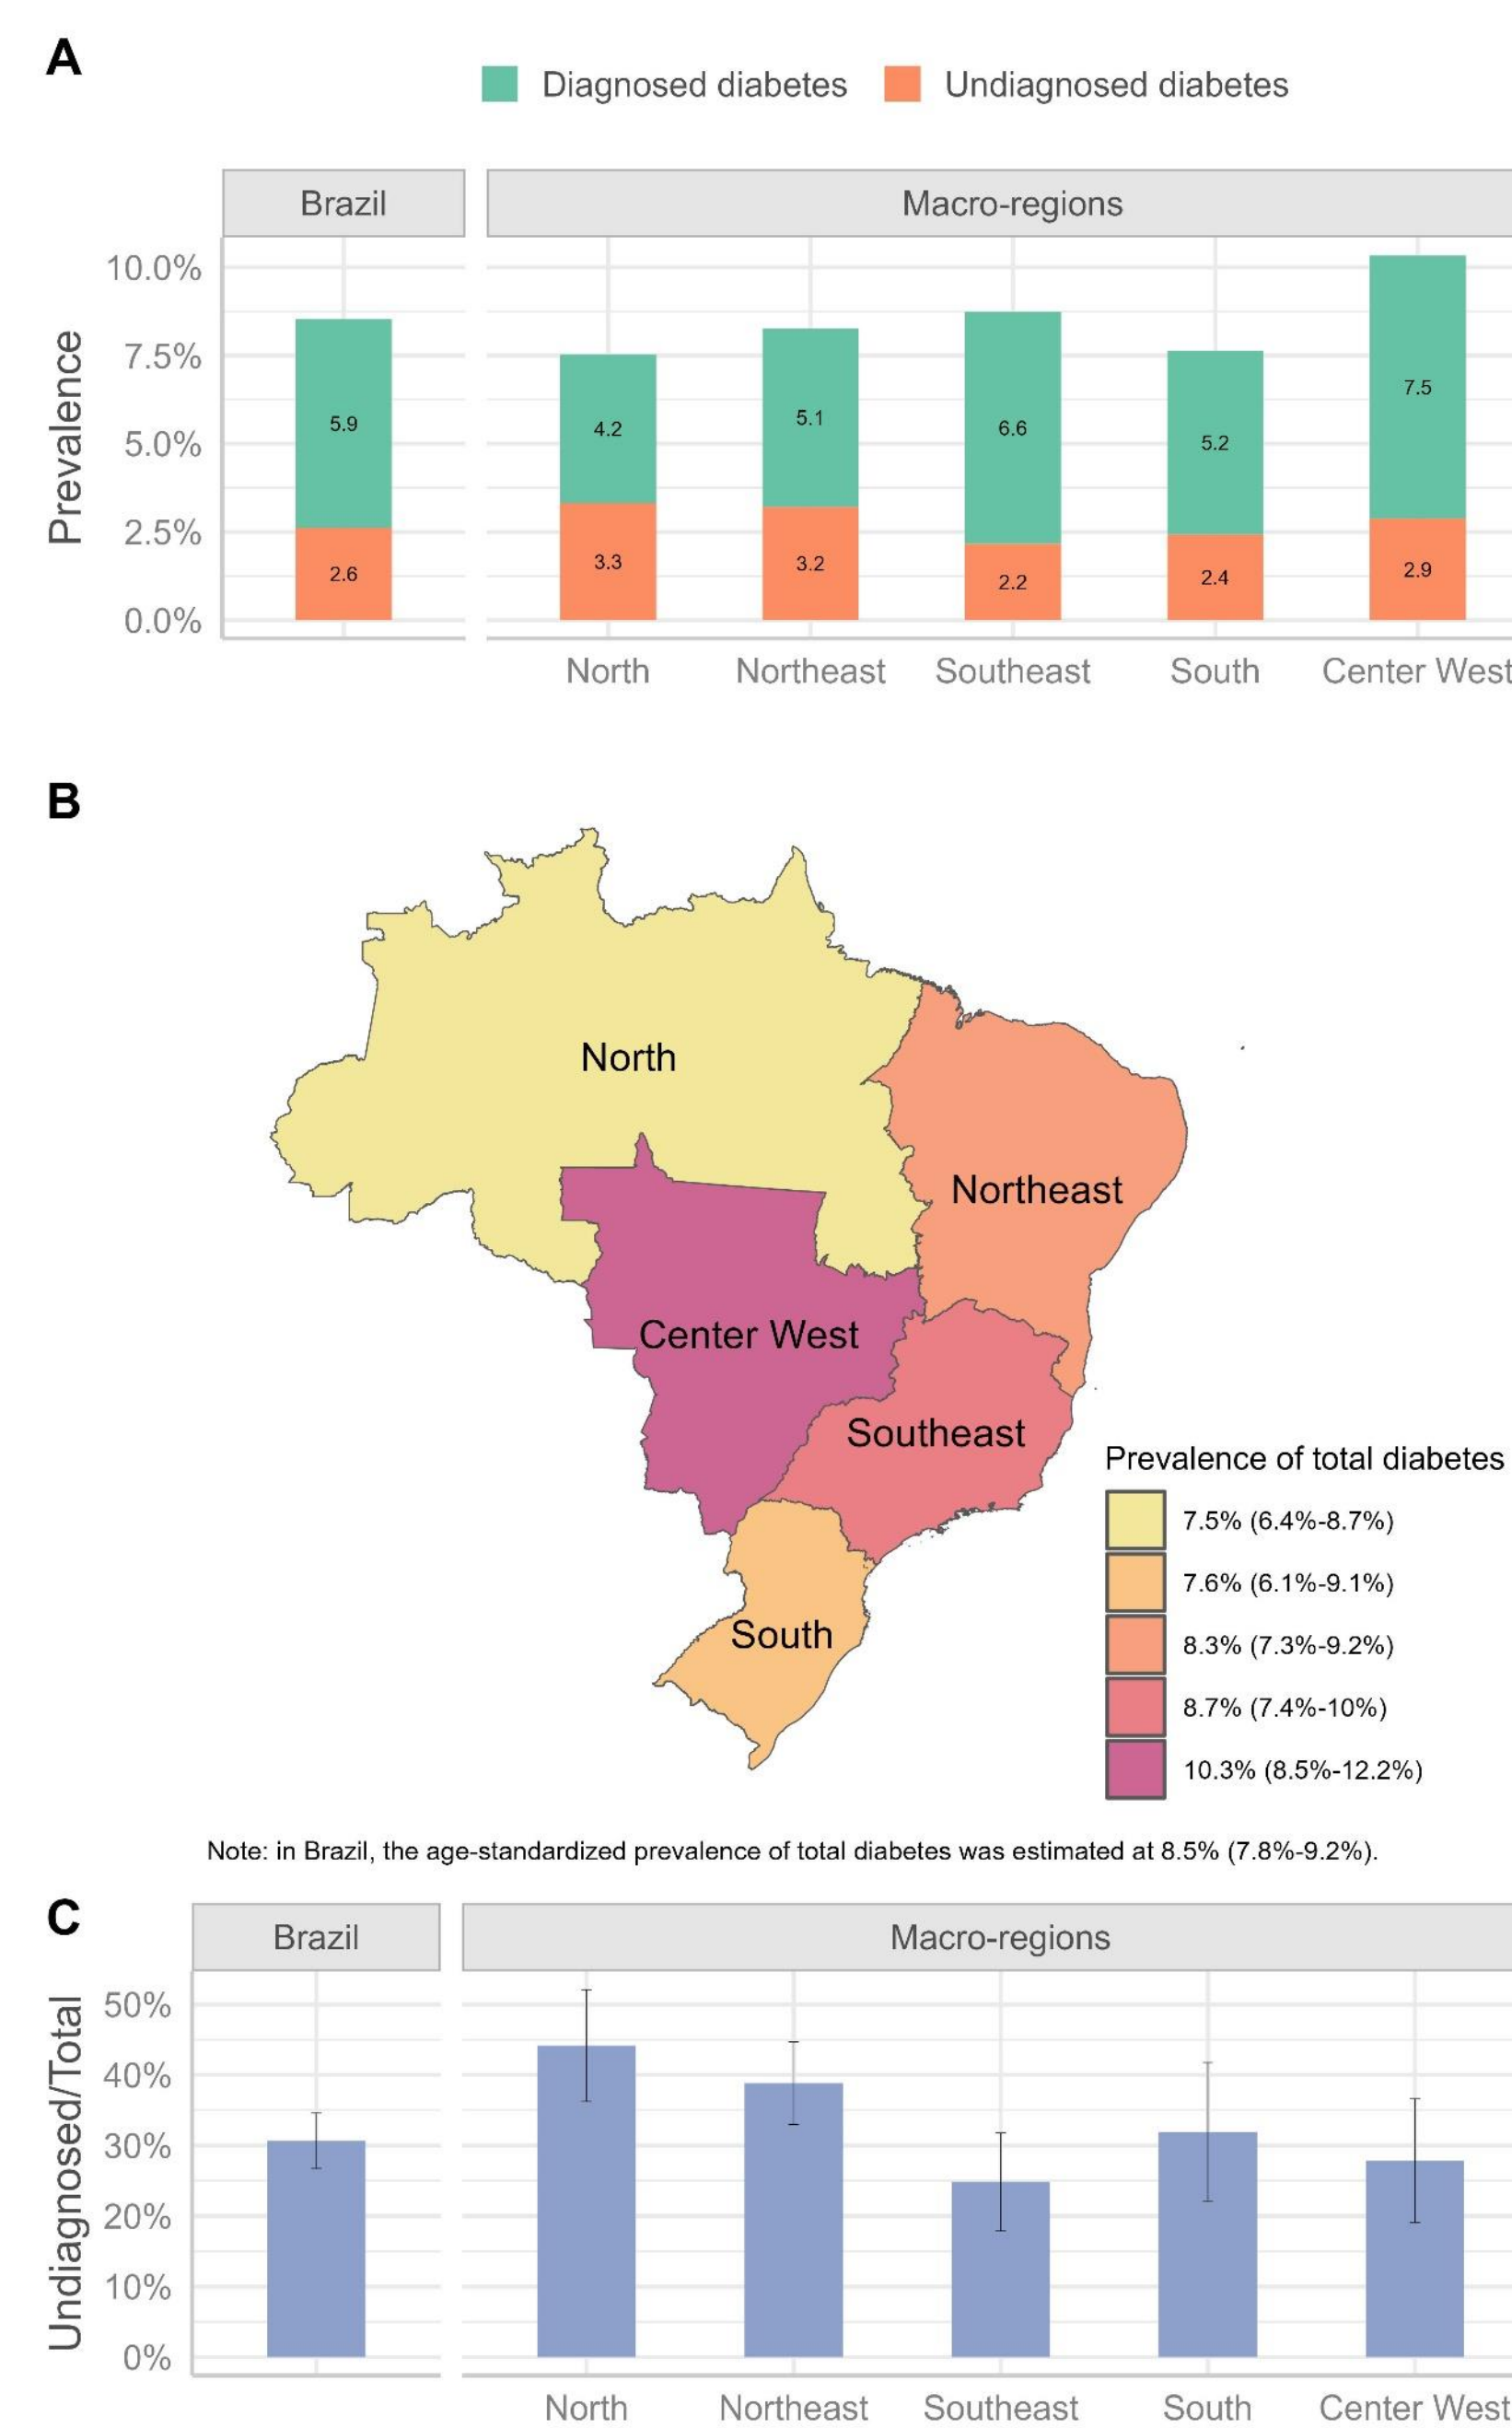 A
Diagnosed diabetes Undiagnosed diabetes
Brazil Macro-regions
Prevalence
10.0%
7.5%
5.0%
2.5%
0.0%
5.9 4.2 5.1 6.6 5.2 7.5
2.6 3.3 3.2 2.2 2.4 2.9
North Northeast Southeast South Center West
B
North
Northeast
Center West
Southeast
South
Prevalence of total diabetes
7.5% (6.4%-8.7%)
7.6% (6.1%-9.1%)
8.3% (7.3%-9.2%)
8.7% (7.4%-10%)
10.3% (8.5%-12.2%)
Note: in Brazil, the age-standardized prevalence of total diabetes was estimated at 8.5% (7.8%-9.2%).
C
Brazil Macro-regions
Undiagnosed/Total
50%
40%
30%
20%
10%
0%
North Northeast Southeast South Center West